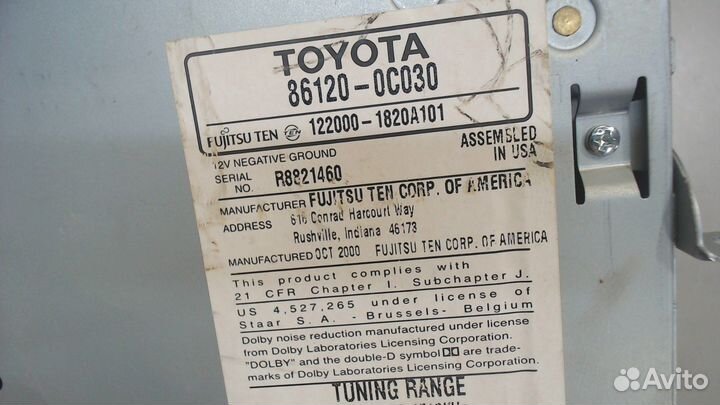 TOYOTA
86120-0C030
FUJITSU TEN 122000-1820A101
12V NEGATIVE GROUND
ASSEMBLED
IN USA
SERIAL
NO. R8821460
MANUFACTURER FUJITSU TEN CORP. OF AMERICA
ADDRESS 616 Conrad Harcourt Way
Rushville, Indiana 46173
MANUFACTURED OCT 2000 FUJITSU TEN CORP. OF AMERICA
This product complies with
21 CFR Chapter I. Subchapter J.
US 4,527,265 under license of
Staar S. A. - Brussels- Belgium
Dolby noise reduction manufactured under license
from Dolby Laboratories Licensing Corporation.
"DOLBY" and the double-D symbol are trade-
marks of Dolby Laboratories Licensing Corporation.
TUNING RANGE
Avito